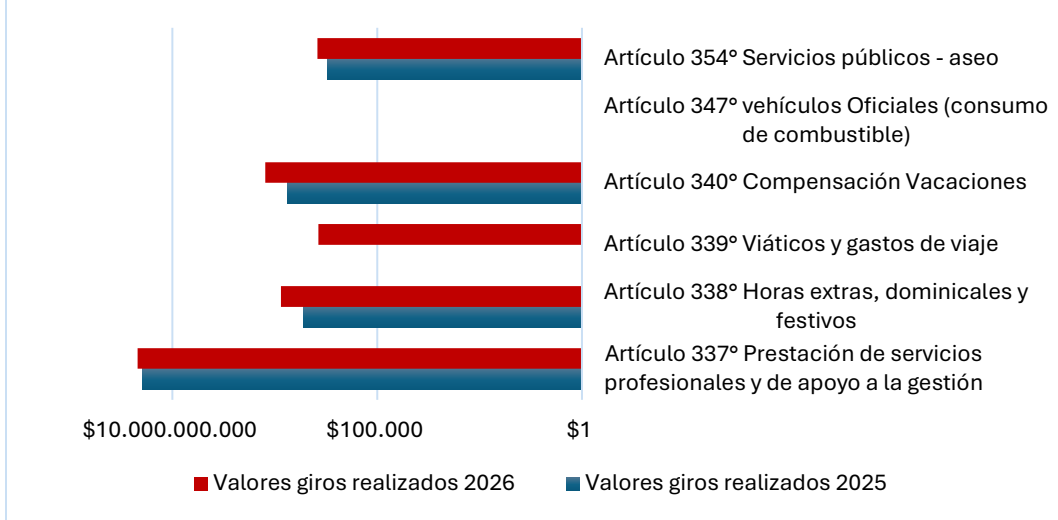 Artículo 354° Servicios públicos - aseo
Artículo 347° vehículos Oficiales (consumo
de combustible)
Artículo 340° Compensación Vacaciones
Artículo 339° Viáticos y gastos de viaje
Artículo 338° Horas extras, dominicales y
festivos
Artículo 337° Prestación de servicios
profesionales y de apoyo a la gestión
$10.000.000.000 $100.000 $1
Valores giros realizados 2026 Valores giros realizados 2025